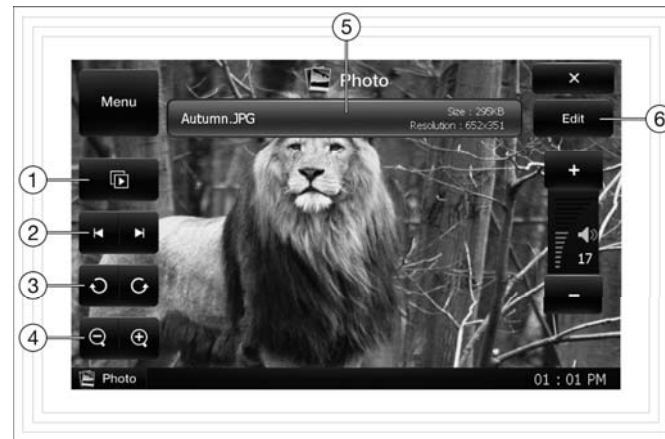 5
Photo
Menu
×
Autumn.JPG
Size : 295KB
Resolution : 652x351
Edit
6
1
+
2
17
3
−
4
Photo
01 : 01 PM